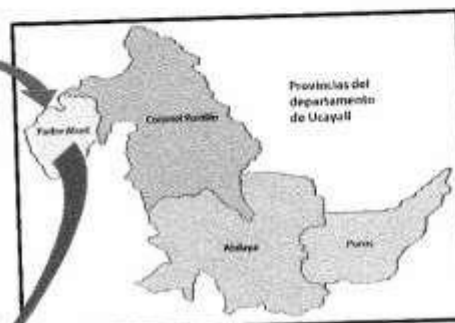 Provincias del
departamento
de Ucayali
Padre Abad
Coronel Portillo
Atalaya
Purús